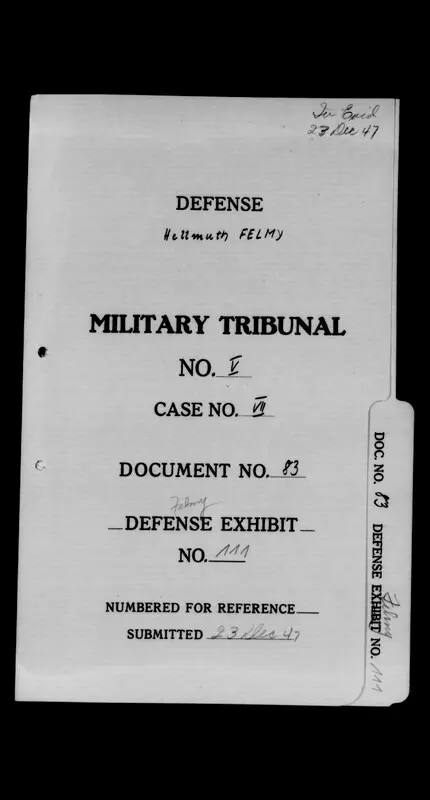 In Evid
23 Dec 47
DEFENSE
Hellmuth FELMY
MILITARY TRIBUNAL
NO. V
CASE NO. VII
DOCUMENT NO. 83
Felmy
DEFENSE EXHIBIT
NO. 111
NUMBERED FOR REFERENCE
SUBMITTED 23 Dec 47
DOC. NO. 83 DEFENSE EXHIBIT NO. 111
Felmy